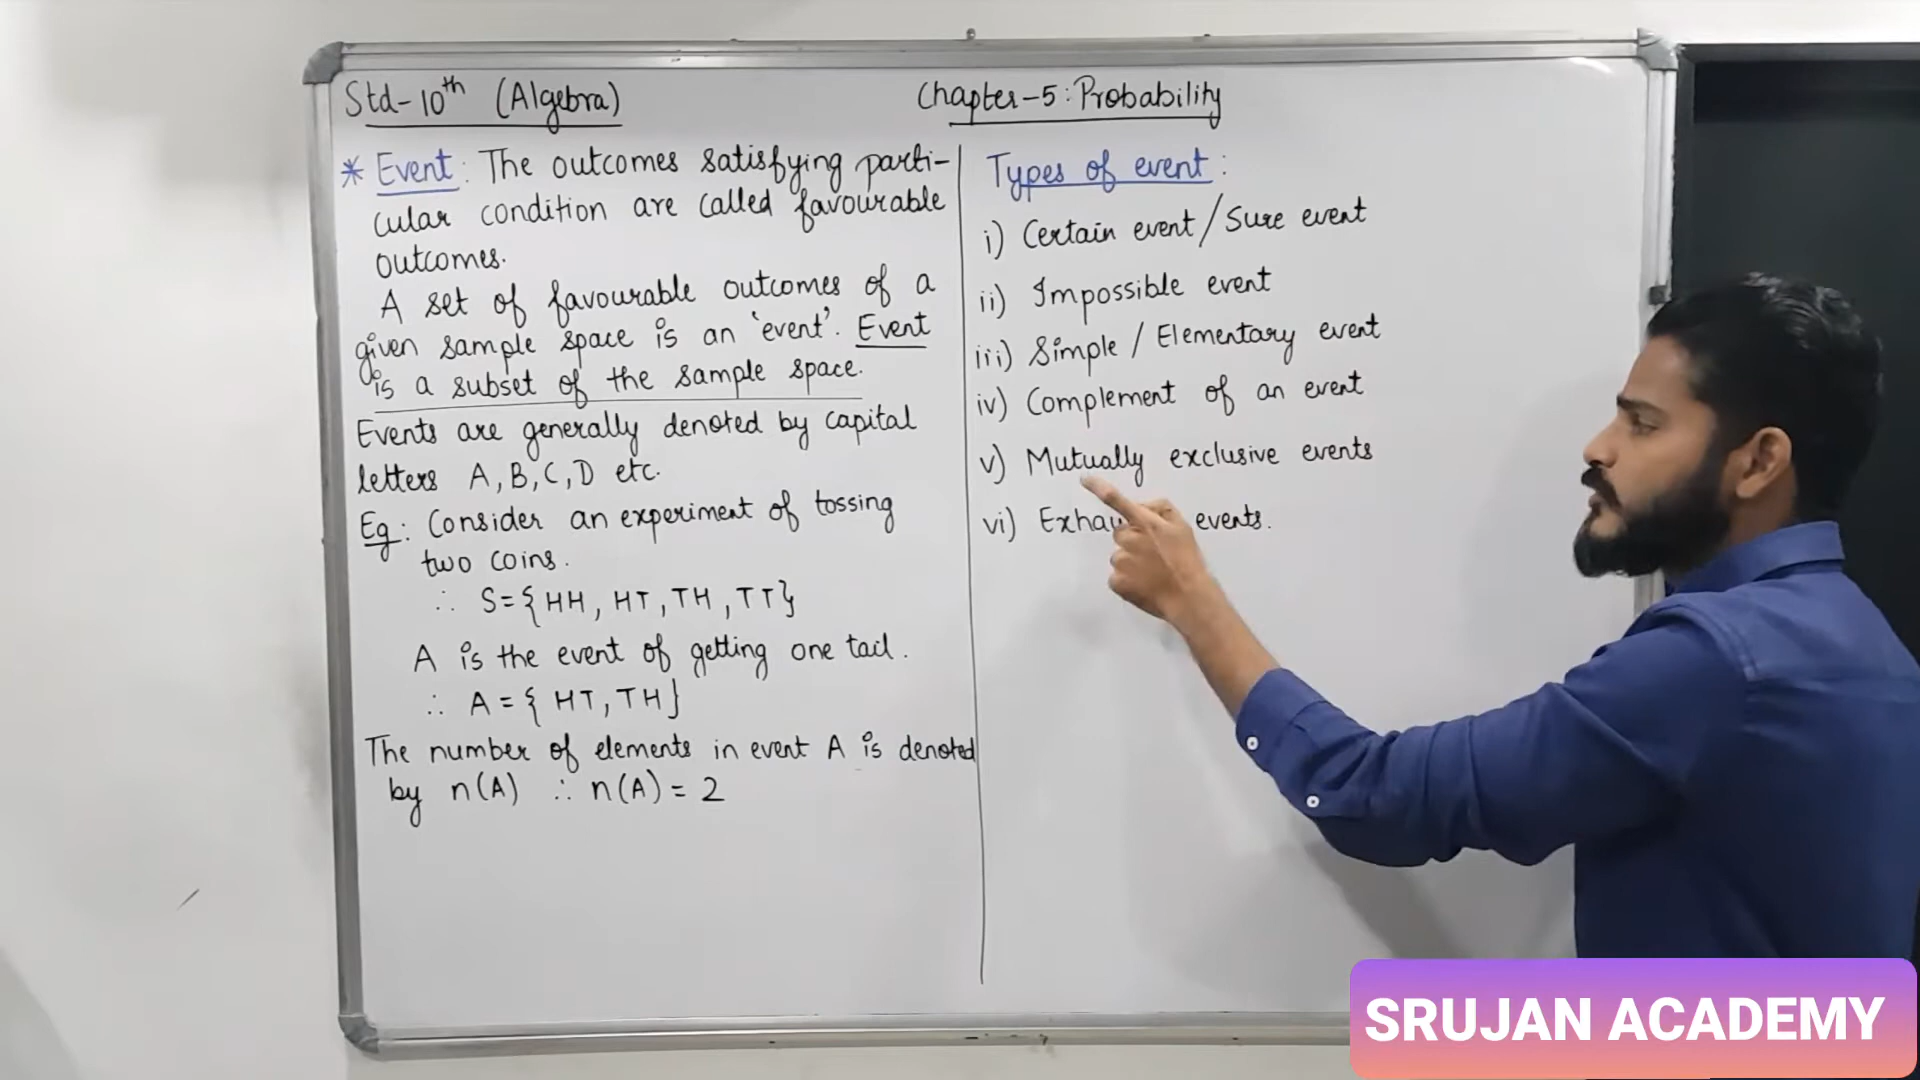 Std-10th (Algebra)
Chapter-5: Probability
* Event: The outcomes satisfying parti-
cular condition are called favourable
outcomes.
A set of favourable outcomes of a
given sample space is an 'event'. Event
is a subset of the sample space.
Events are generally denoted by capital
letters A, B, C, D etc.
Eg: Consider an experiment of tossing
two coins.
∴ S={HH, HT, TH, TT}
A is the event of getting one tail.
∴ A={HT, TH}
The number of elements in event A is denoted
by n(A) ∴ n(A) = 2
Types of event:
i) Certain event/Sure event
ii) Impossible event
iii) Simple / Elementary event
iv) Complement of an event
v) Mutually exclusive events
vi) events.
SRUJAN ACADEMY